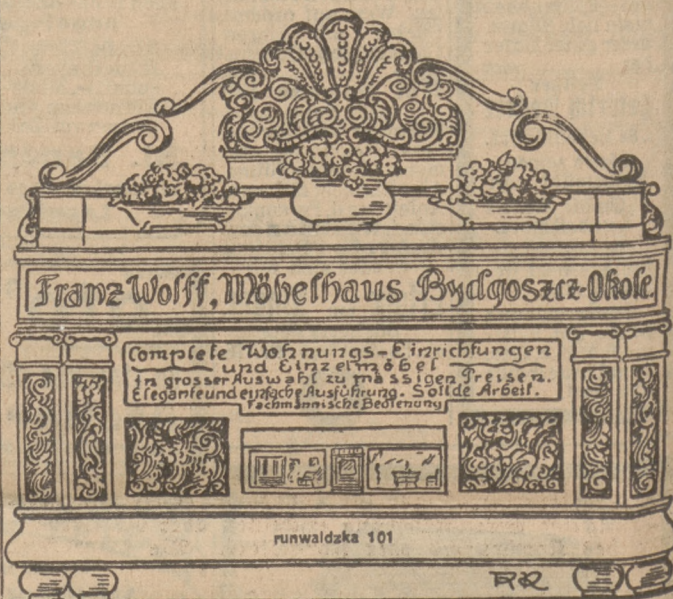 Franz Wolff, Möbelhaus Bydgoszcz-Okole.
Complete Wohnungs-Einrichtungen
und Einzelmöbel
in grosser Auswahl zu mässigen Preisen.
Elegante und einfache Ausführung. Solide Arbeit.
Fachmännische Bedienung
runwaldzka 101